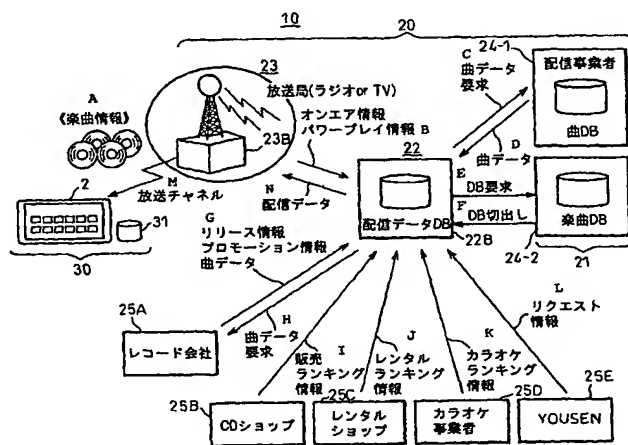 10
20
A
《楽曲情報》
23
放送局(ラジオor TV)
オンエア情報
パワープレイ情報 B
23B
C
曲データ
要求
24-1
配信事業者
曲DB
D
曲データ
22
配信データDB
22B
E
DB要求
F
DB切出し
楽曲DB
24-2
21
M
放送チャネル
N
配信データ
2
31
30
G
リリース情報
プロモーション情報
曲データ
H
曲データ
要求
I
販売
ランキング
情報
J
レンタル
ランキング
情報
K
カラオケ
ランキング
情報
L
リクエスト
情報
25A
レコード会社
25B
CDショップ
25C
レンタル
ショップ
25D
カラオケ
事業者
25E
YOUSEN